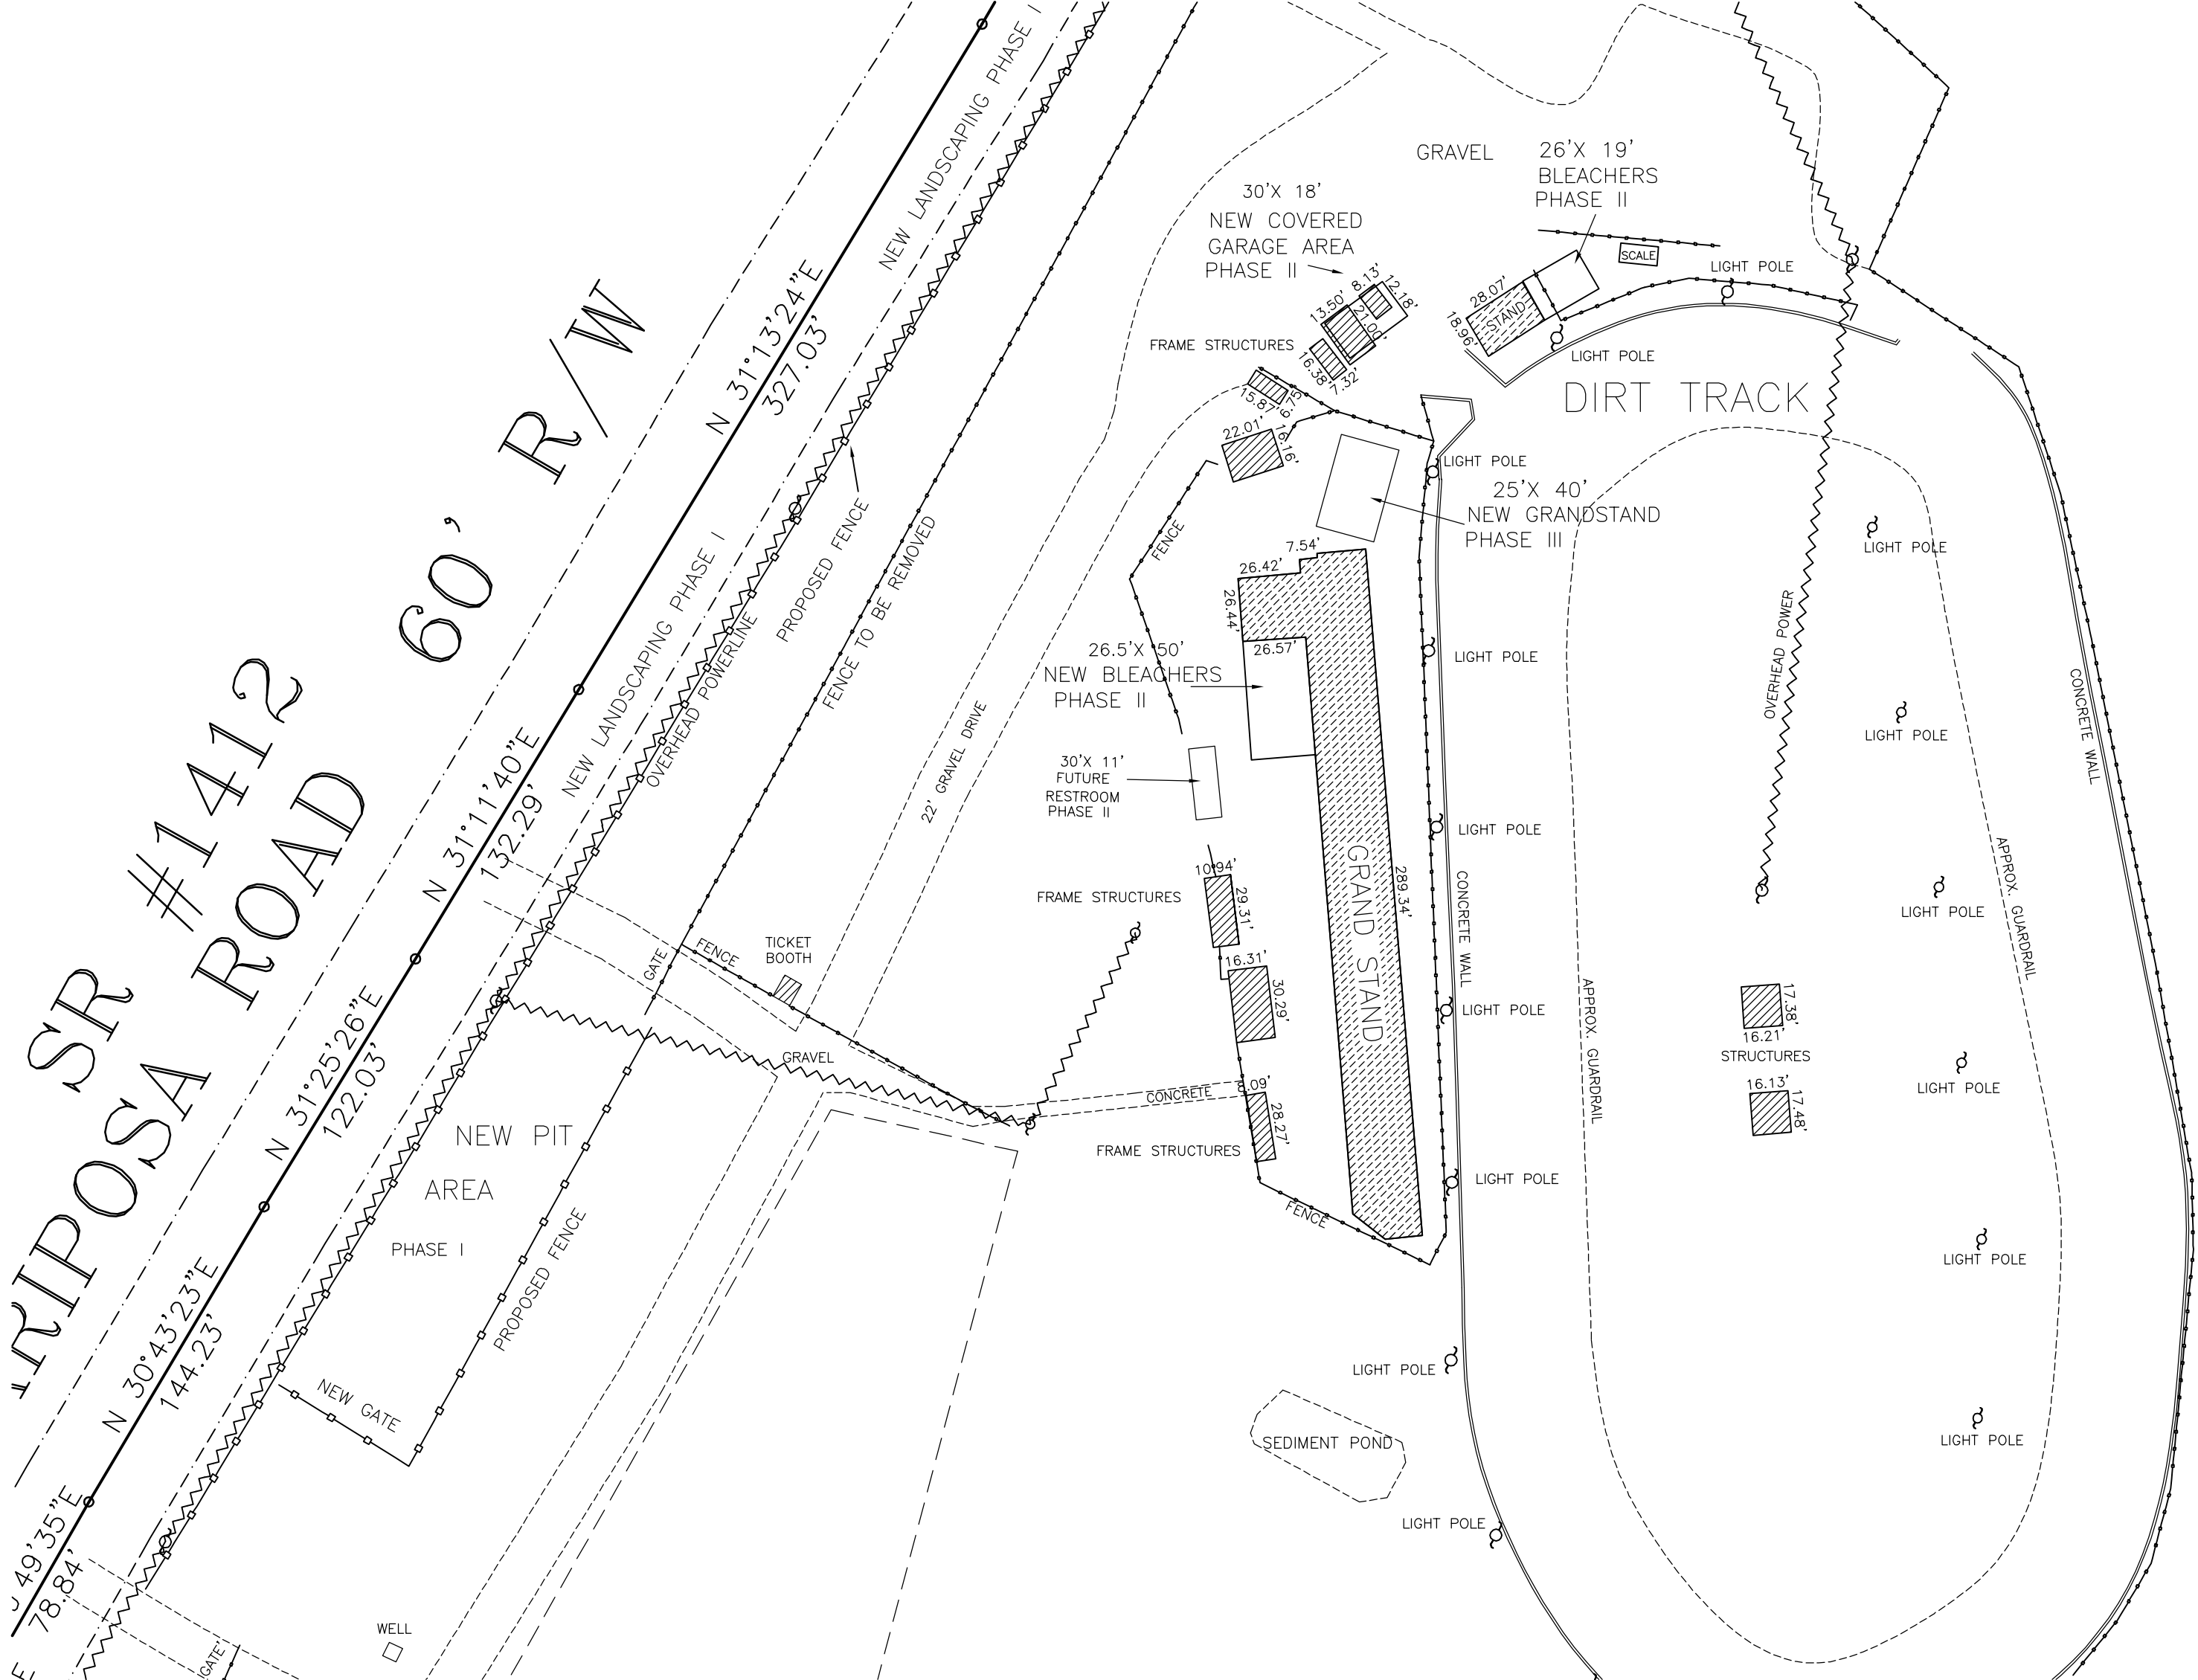 SR #1412
60' R/W
RIPOSA ROAD
N 31°13'24"E
327.03'
N 31°11'40"E
132.29'
N 31°25'26"E
122.03'
N 30°43'23"E
144.23'
49'35"E
78.84'
NEW LANDSCAPING PHASE I
NEW LANDSCAPING PHASE I
PROPOSED FENCE
OVERHEAD POWERLINE
FENCE TO BE REMOVED
22' GRAVEL DRIVE
GATE
FENCE
TICKET
BOOTH
GRAVEL
CONCRETE
NEW PIT
AREA
PHASE I
PROPOSED FENCE
NEW GATE
WELL
GATE
GRAVEL
26'X 19'
BLEACHERS
PHASE II
30'X 18'
NEW COVERED
GARAGE AREA
PHASE II
SCALE
LIGHT POLE
28.07'
STAND
18.96'
LIGHT POLE
8.13'
12.18'
13.50'
21.00'
FRAME STRUCTURES
16.38'
7.32'
15.87'
6.75'
22.01'
16.16'
DIRT TRACK
LIGHT POLE
25'X 40'
NEW GRANDSTAND
PHASE III
FENCE
7.54'
26.42'
26.44'
26.57'
26.5'X 50'
NEW BLEACHERS
PHASE II
30'X 11'
FUTURE
RESTROOM
PHASE II
GRAND STAND
289.34'
CONCRETE WALL
FRAME STRUCTURES
10.94'
29.31'
16.31'
30.29'
8.09'
28.27'
FRAME STRUCTURES
FENCE
LIGHT POLE
LIGHT POLE
LIGHT POLE
LIGHT POLE
LIGHT POLE
LIGHT POLE
SEDIMENT POND
OVERHEAD POWER
APPROX. GUARDRAIL
APPROX. GUARDRAIL
CONCRETE WALL
17.38'
16.21'
STRUCTURES
16.13'
17.48'
LIGHT POLE
LIGHT POLE
LIGHT POLE
LIGHT POLE
LIGHT POLE
LIGHT POLE